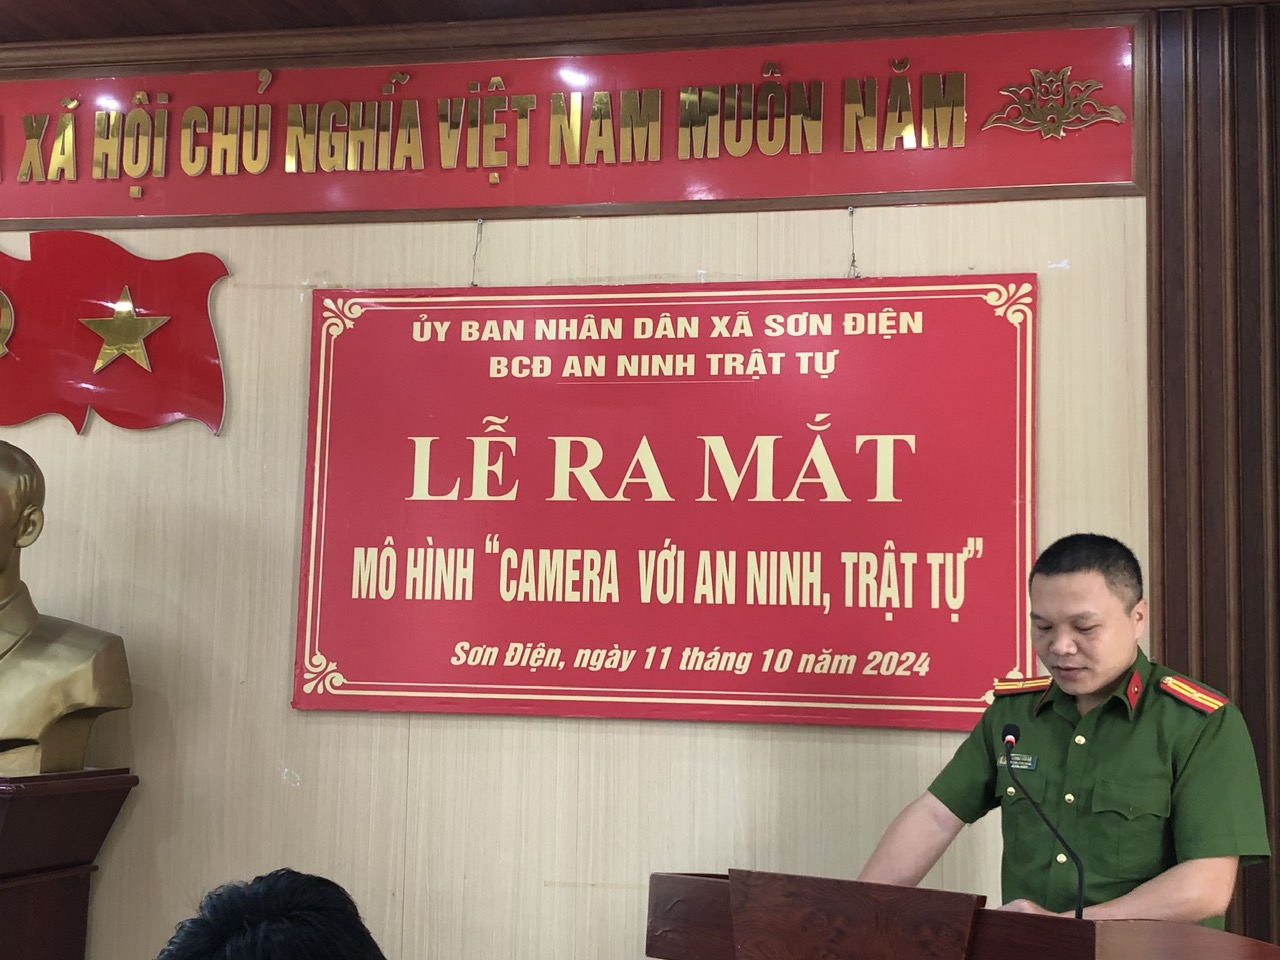 XÃ HỘI CHỦ NGHĨA VIỆT NAM MUÔN NĂM
ỦY BAN NHÂN DÂN XÃ SƠN ĐIỆN
BCĐ AN NINH TRẬT TỰ
LỄ RA MẮT
MÔ HÌNH "CAMERA VỚI AN NINH, TRẬT TỰ"
Sơn Điện, ngày 11 tháng 10 năm 2024